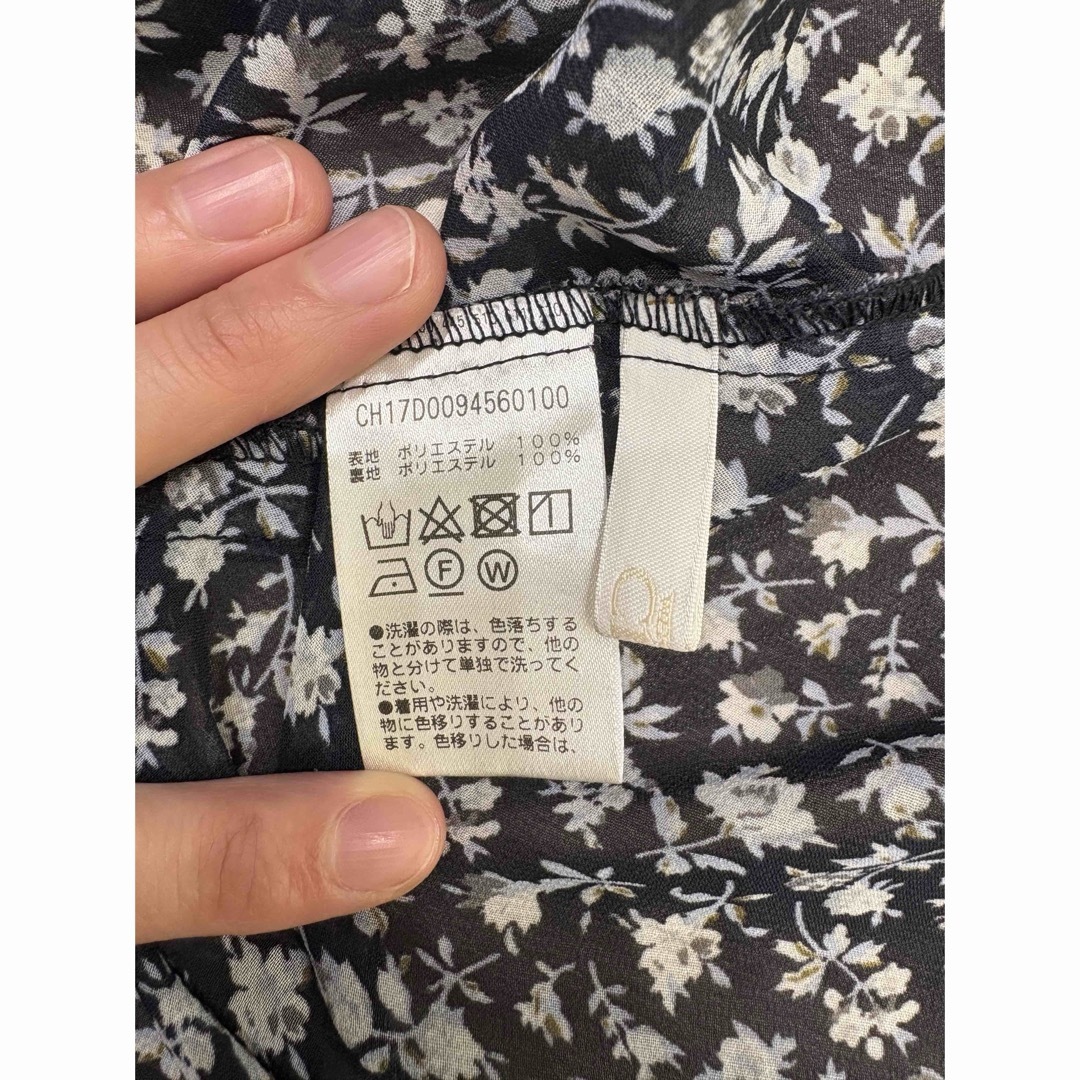 CH17D0094560100
表地 ポリエステル 100%
裏地 ポリエステル 100%
F W
●洗濯の際は、色落ちする
ことがありますので、他の
物と分けて単独で洗ってく
ださい。
●着用や洗濯により、他の
物に色移りすることがあり
ます。色移りした場合は、